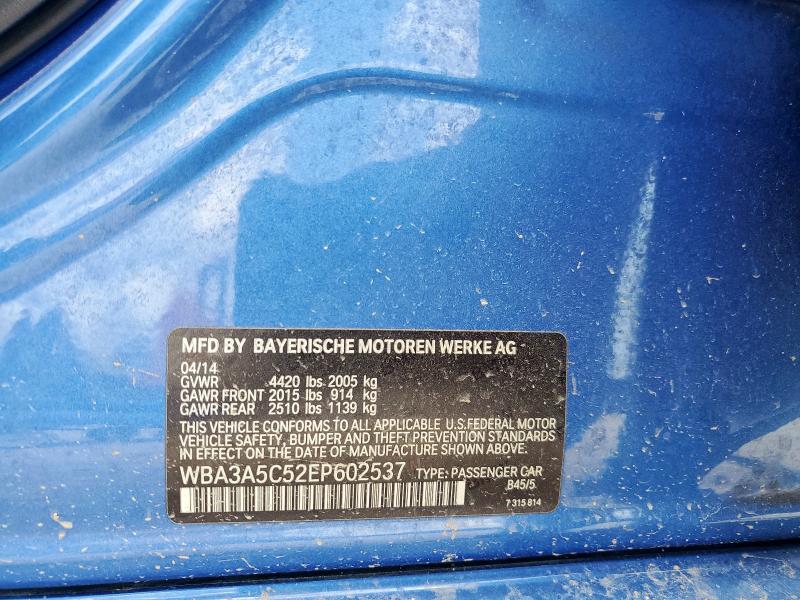 MFD BY BAYERISCHE MOTOREN WERKE AG
04/14
GVWR 4420 lbs 2005 kg
GAWR FRONT 2015 lbs 914 kg
GAWR REAR 2510 lbs 1139 kg
THIS VEHICLE CONFORMS TO ALL APPLICABLE U.S.FEDERAL MOTOR
VEHICLE SAFETY, BUMPER AND THEFT PREVENTION STANDARDS
IN EFFECT ON THE DATE OF MANUFACTURE SHOWN ABOVE.
WBA3A5C52EP602537 TYPE: PASSENGER CAR
B45/5
7 315 814